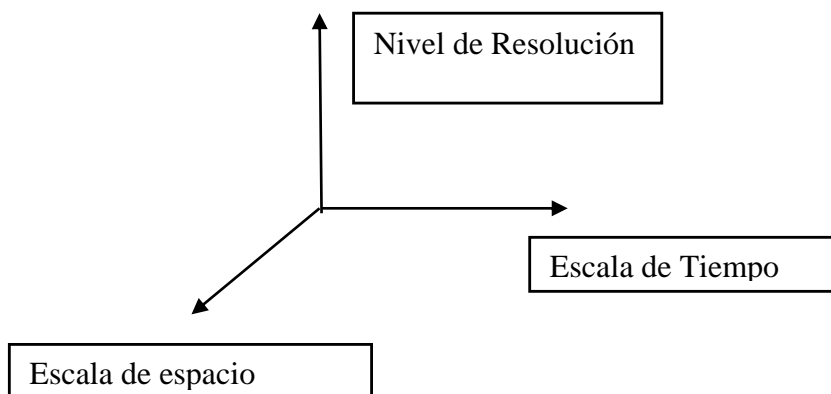 Nivel de Resolución
Escala de Tiempo
Escala de espacio